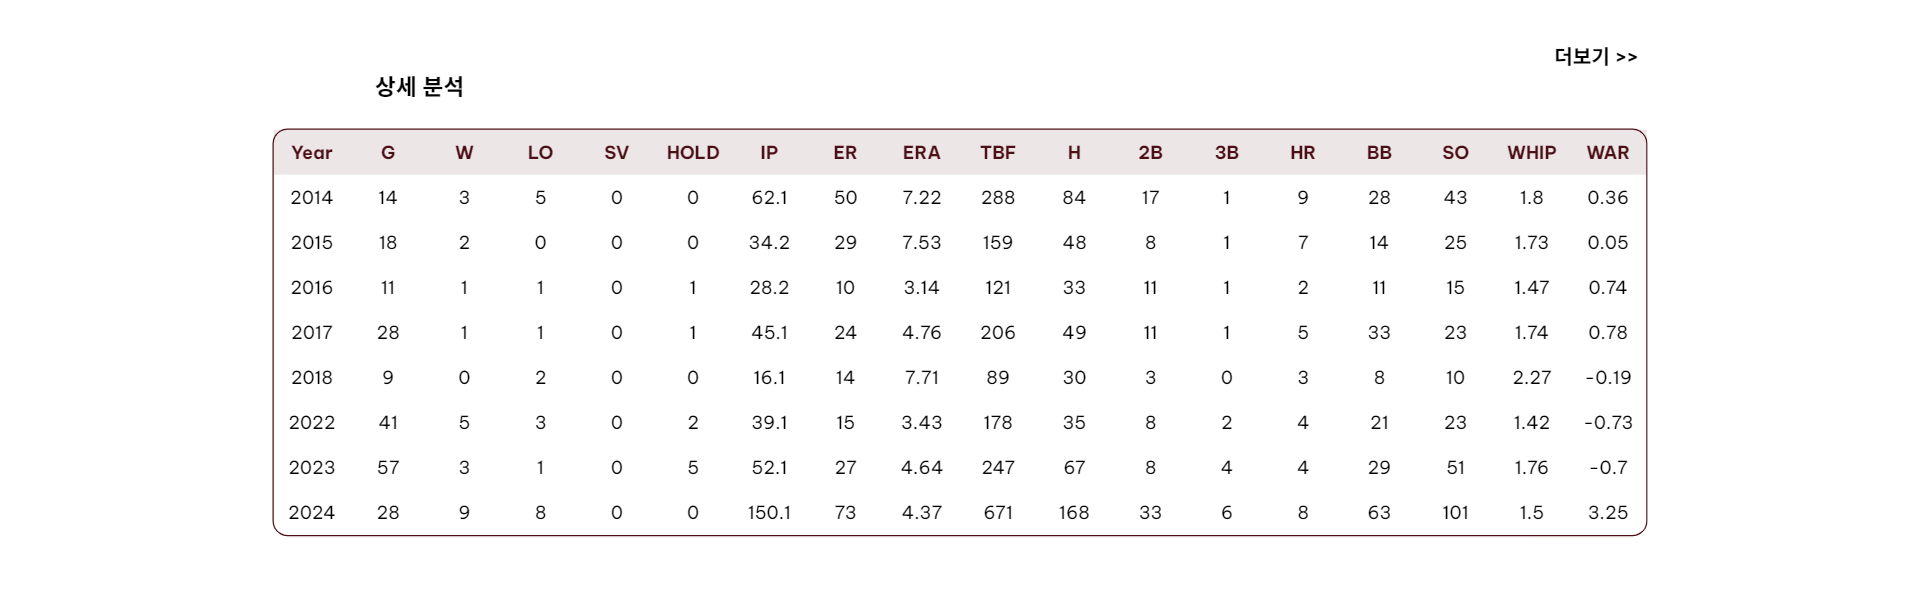 더보기 >>
상세 분석
Year G W LO SV HOLD IP ER ERA TBF H 2B 3B HR BB SO WHIP WAR
2014 14 3 5 0 0 62.1 50 7.22 288 84 17 1 9 28 43 1.8 0.36
2015 18 2 0 0 0 34.2 29 7.53 159 48 8 1 7 14 25 1.73 0.05
2016 11 1 1 0 1 28.2 10 3.14 121 33 11 1 2 11 15 1.47 0.74
2017 28 1 1 0 1 45.1 24 4.76 206 49 11 1 5 33 23 1.74 0.78
2018 9 0 2 0 0 16.1 14 7.71 89 30 3 0 3 8 10 2.27 -0.19
2022 41 5 3 0 2 39.1 15 3.43 178 35 8 2 4 21 23 1.42 -0.73
2023 57 3 1 0 5 52.1 27 4.64 247 67 8 4 4 29 51 1.76 -0.7
2024 28 9 8 0 0 150.1 73 4.37 671 168 33 6 8 63 101 1.5 3.25